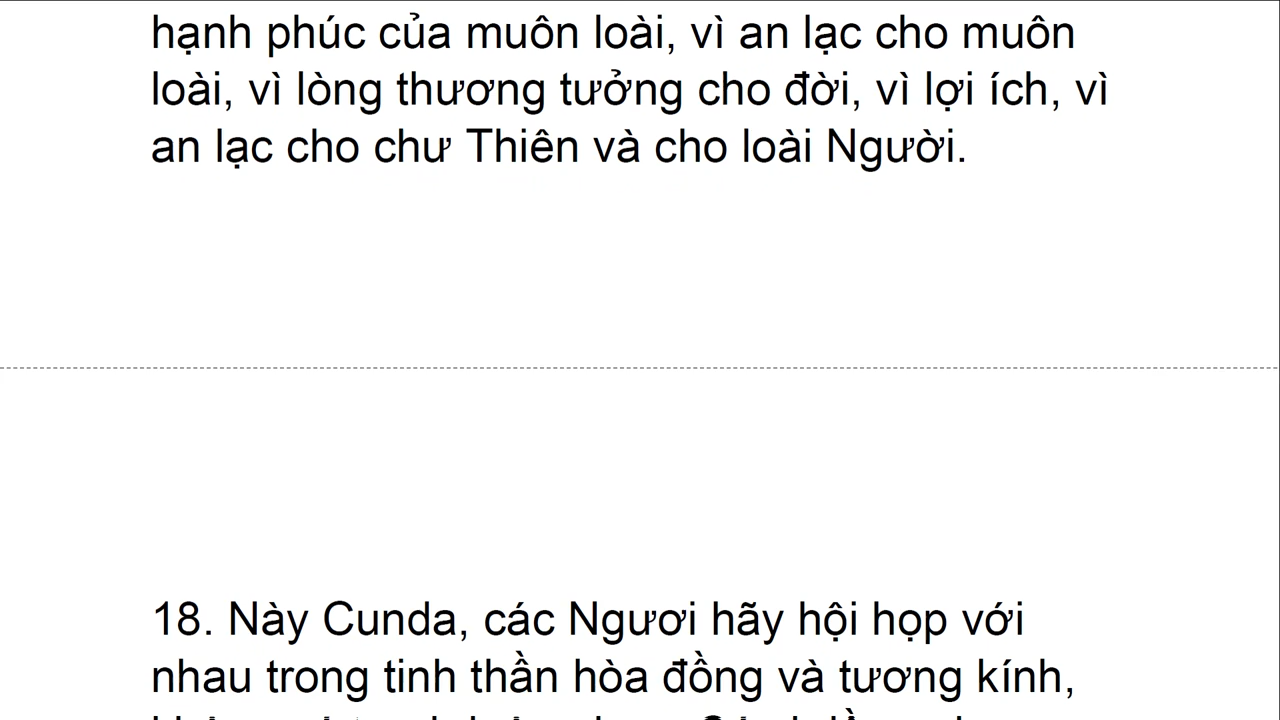 hạnh phúc của muôn loài, vì an lạc cho muôn
loài, vì lòng thương tưởng cho đời, vì lợi ích, vì
an lạc cho chư Thiên và cho loài Người.
18. Này Cunda, các Ngươi hãy hội họp với
nhau trong tinh thần hòa đồng và tương kính,